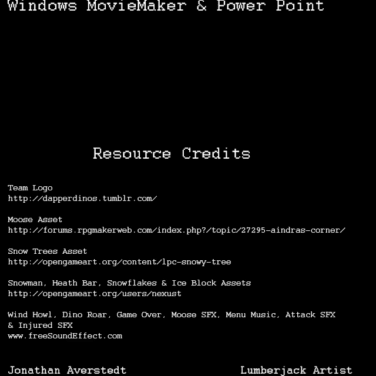 Windows MovieMaker & Power Point
Resource Credits
Team Logo
http://dapperdinos.tumblr.com/
Moose Asset
http://forums.rpgmakerweb.com/index.php?/topic/27295-aindras-corner/
Snow Trees Asset
http://opengameart.org/content/lpc-snowy-tree
Snowman, Heath Bar, Snowflakes & Ice Block Assets
http://opengameart.org/users/nexust
Wind Howl, Dino Roar, Game Over, Moose SFX, Menu Music, Attack SFX
& Injured SFX
www.freeSoundEffect.com
Jonathan Averstedt Lumberjack Artist